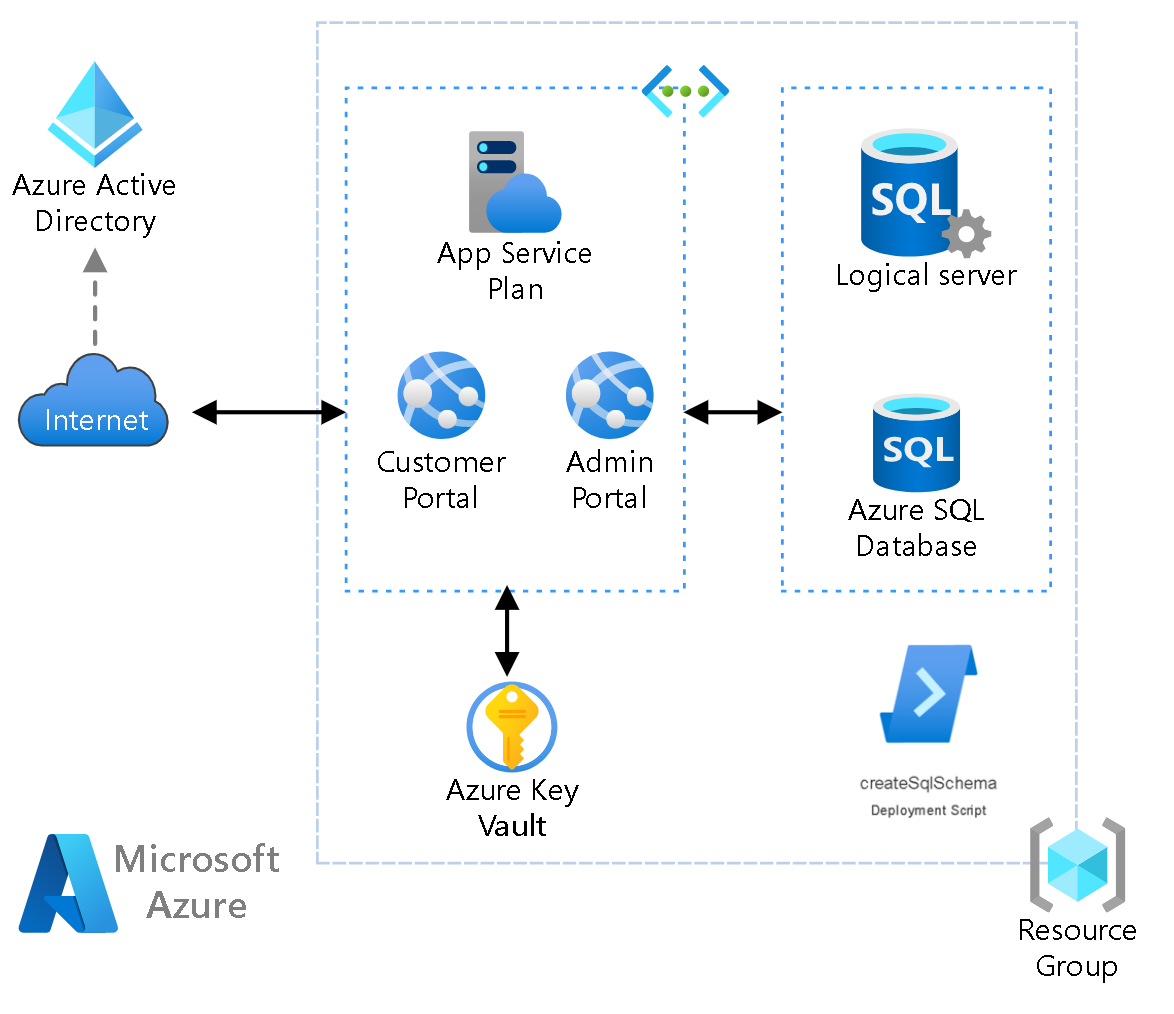 Azure Active
Directory
Internet
App Service
Plan
Customer
Portal
Admin
Portal
SQL
Logical server
SQL
Azure SQL
Database
Azure Key
Vault
createSqlSchema
Deployment Script
Microsoft
Azure
Resource
Group